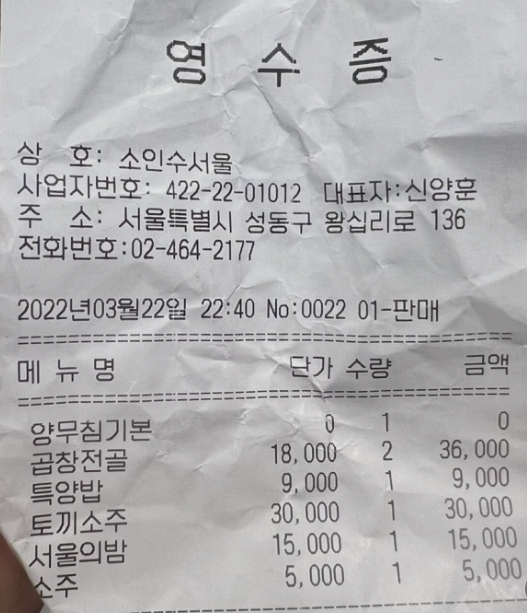 영 수 증
상 호: 소인수서울
사업자번호: 422-22-01012 대표자:신양훈
주 소: 서울특별시 성동구 왕십리로 136
전화번호:02-464-2177
2022년03월22일 22:40 No:0022 01-판매
메 뉴 명 단가 수량 금액
양무침기본 0 1 0
곱창전골 18,000 2 36,000
특양밥 9,000 1 9,000
토끼소주 30,000 1 30,000
서울의밤 15,000 1 15,000
소주 5,000 1 5,000